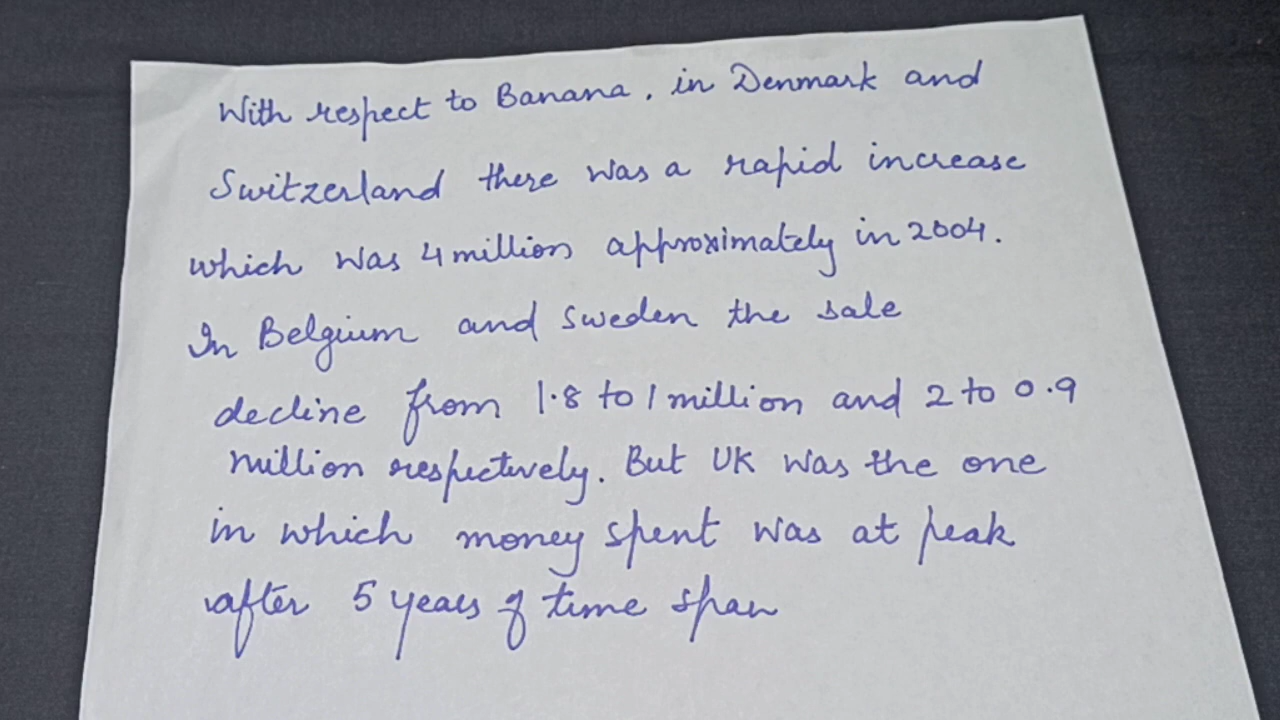 With respect to Banana, in Denmark and
Switzerland there was a rapid increase
which was 4 million approximately in 2004.
In Belgium and Sweden the sale
decline from 1.8 to 1 million and 2 to 0.9
million respectively. But UK was the one
in which money spent was at peak
after 5 years of time span